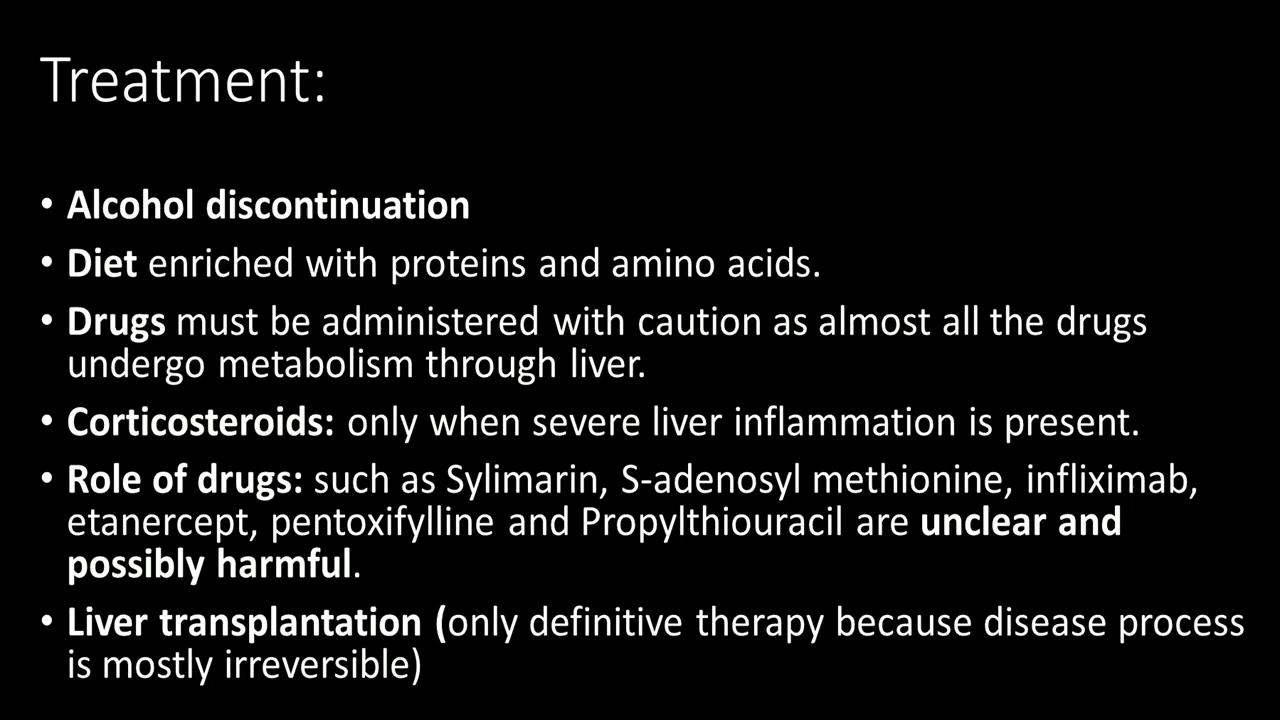 Treatment:
• Alcohol discontinuation
• Diet enriched with proteins and amino acids.
• Drugs must be administered with caution as almost all the drugs
undergo metabolism through liver.
• Corticosteroids: only when severe liver inflammation is present.
• Role of drugs: such as Sylimarin, S-adenosyl methionine, infliximab,
etanercept, pentoxifylline and Propylthiouracil are unclear and
possibly harmful.
• Liver transplantation (only definitive therapy because disease process
is mostly irreversible)